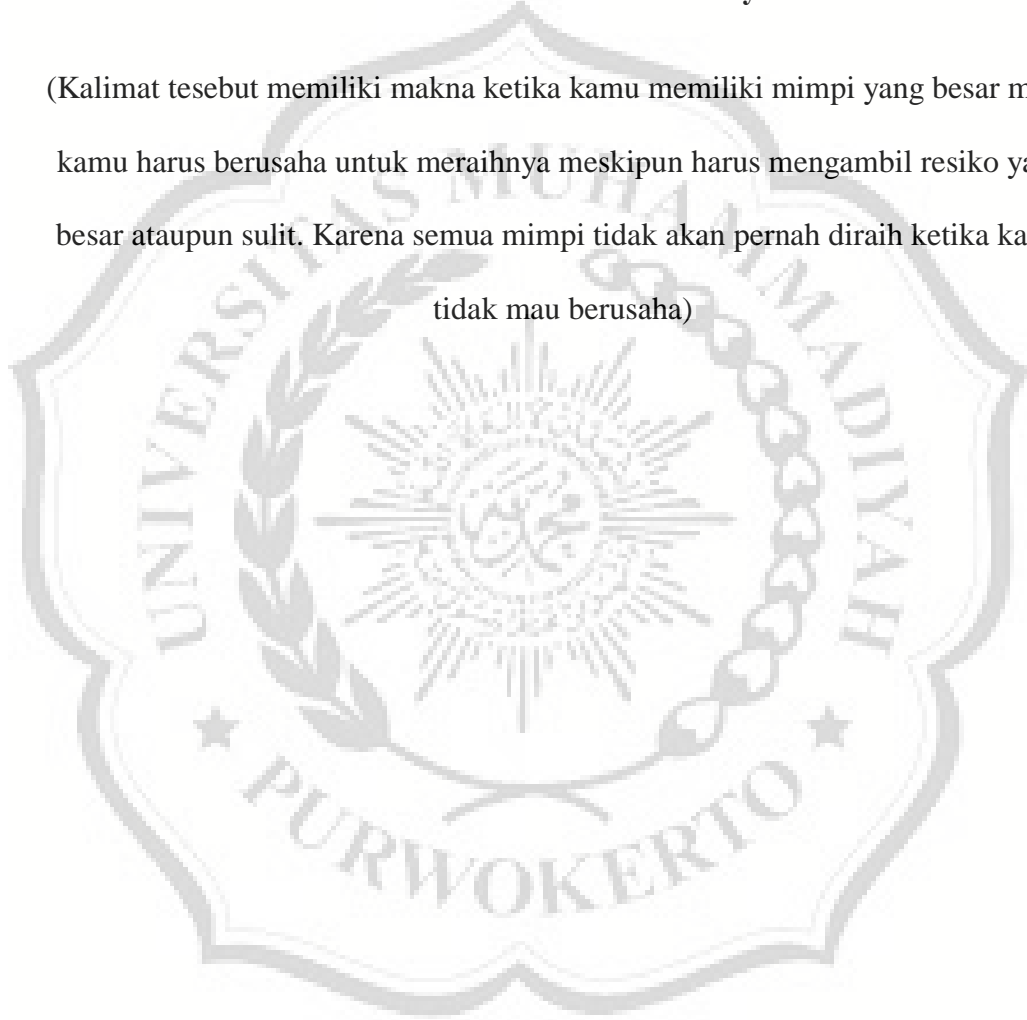 (Kalimat tesebut memiliki makna ketika kamu memiliki mimpi yang besar
kamu harus berusaha untuk meraihnya meskipun harus mengambil resiko
besar ataupun sulit. Karena semua mimpi tidak akan pernah diraih ketika
tidak mau berusaha)
UNIVERSITAS MUHAMMADIYAH
PURWOKERTO